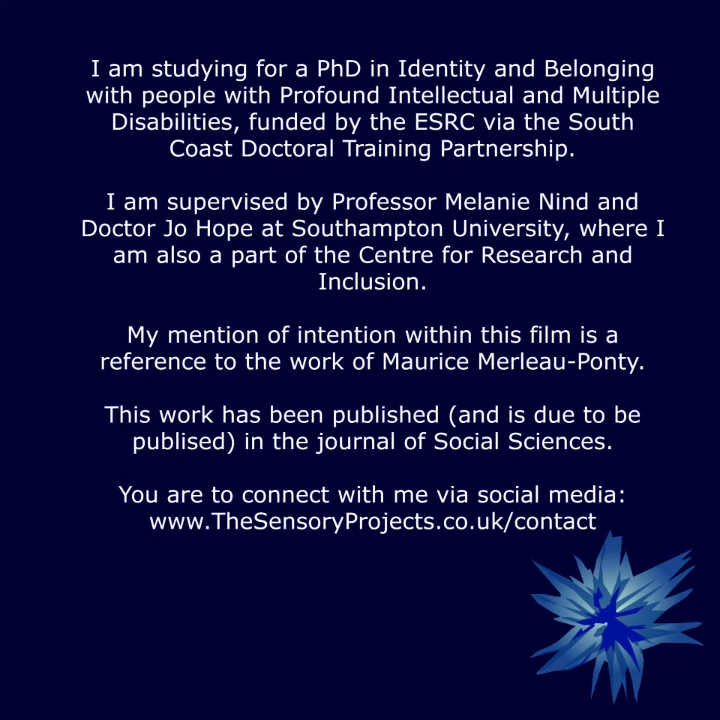 I am studying for a PhD in Identity and Belonging
with people with Profound Intellectual and Multiple
Disabilities, funded by the ESRC via the South
Coast Doctoral Training Partnership.
I am supervised by Professor Melanie Nind and
Doctor Jo Hope at Southampton University, where I
am also a part of the Centre for Research and
Inclusion.
My mention of intention within this film is a
reference to the work of Maurice Merleau-Ponty.
This work has been published (and is due to be
publised) in the journal of Social Sciences.
You are to connect with me via social media:
www.TheSensoryProjects.co.uk/contact